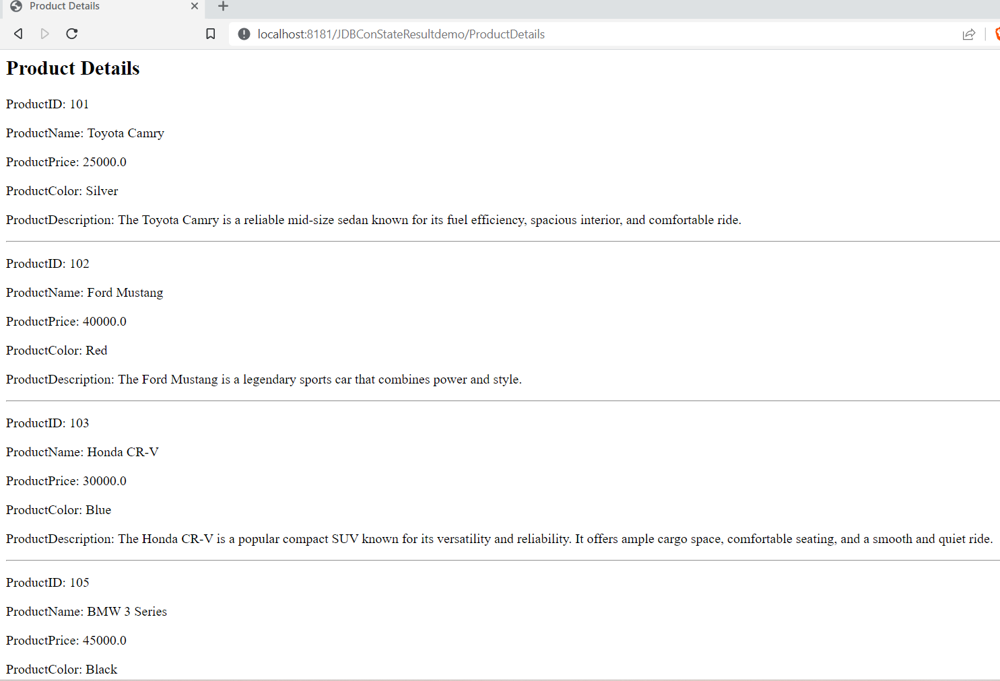 Product Details
localhost:8181/JDBConStateResultdemo/ProductDetails
Product Details
ProductID: 101
ProductName: Toyota Camry
ProductPrice: 25000.0
ProductColor: Silver
ProductDescription: The Toyota Camry is a reliable mid-size sedan known for its fuel efficiency, spacious interior, and comfortable ride.
ProductID: 102
ProductName: Ford Mustang
ProductPrice: 40000.0
ProductColor: Red
ProductDescription: The Ford Mustang is a legendary sports car that combines power and style.
ProductID: 103
ProductName: Honda CR-V
ProductPrice: 30000.0
ProductColor: Blue
ProductDescription: The Honda CR-V is a popular compact SUV known for its versatility and reliability. It offers ample cargo space, comfortable seating, and a smooth and quiet ride.
ProductID: 105
ProductName: BMW 3 Series
ProductPrice: 45000.0
ProductColor: Black